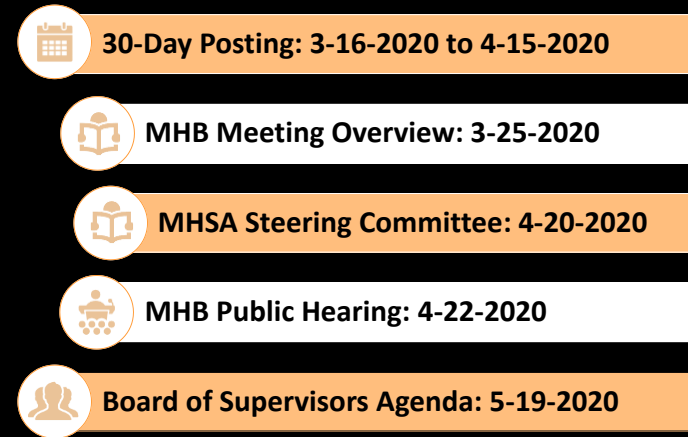 30-Day Posting: 3-16-2020 to 4-15-2020
MHB Meeting Overview: 3-25-2020
MHSA Steering Committee: 4-20-2020
MHB Public Hearing: 4-22-2020
Board of Supervisors Agenda: 5-19-2020